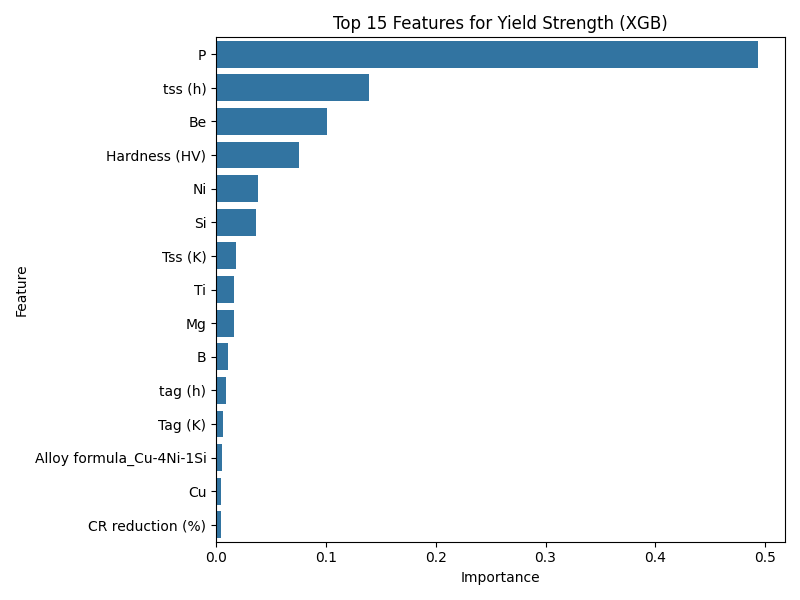 Top 15 Features for Yield Strength (XGB)
P
tss (h)
Be
Hardness (HV)
Ni
Si
Tss (K)
Ti
Mg
B
tag (h)
Tag (K)
Alloy formula_Cu-4Ni-1Si
Cu
CR reduction (%)
Feature
0.0 0.1 0.2 0.3 0.4 0.5
Importance